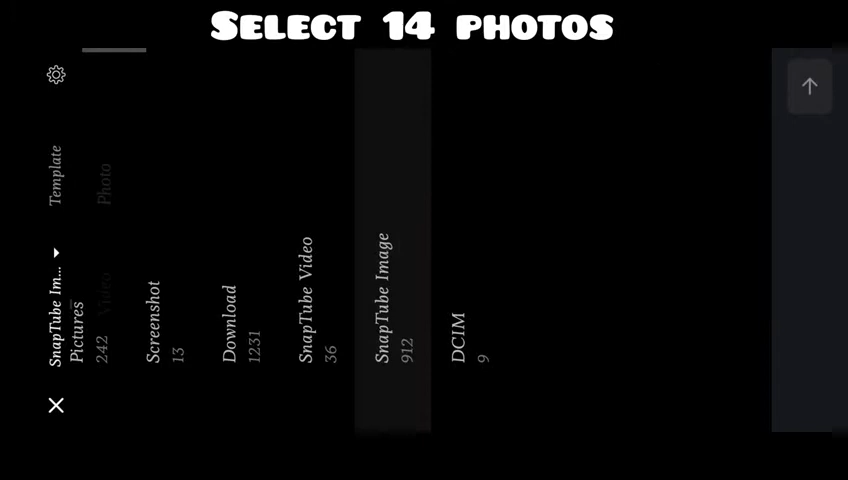 SELECT 14 PHOTOS
SnapTube Im...
Template
Video
Photo
Pictures
242
Screenshot
13
Download
1231
SnapTube Video
36
SnapTube Image
912
DCIM
9